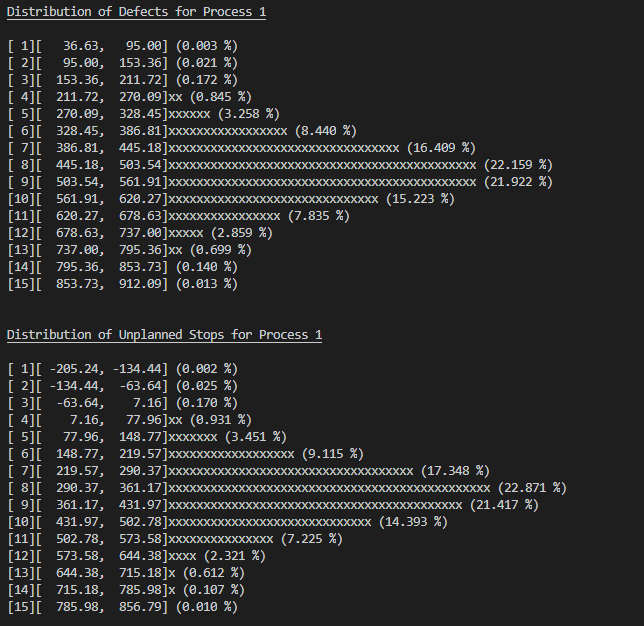 Distribution of Defects for Process 1
[ 1][   36.63,   95.00] (0.003 %)
[ 2][   95.00,  153.36] (0.021 %)
[ 3][  153.36,  211.72] (0.172 %)
[ 4][  211.72,  270.09]xx (0.845 %)
[ 5][  270.09,  328.45]xxxxxx (3.258 %)
[ 6][  328.45,  386.81]xxxxxxxxxxxxxxxxx (8.440 %)
[ 7][  386.81,  445.18]xxxxxxxxxxxxxxxxxxxxxxxxxxxxxxxxx (16.409 %)
[ 8][  445.18,  503.54]xxxxxxxxxxxxxxxxxxxxxxxxxxxxxxxxxxxxxxxxxxxx (22.159 %)
[ 9][  503.54,  561.91]xxxxxxxxxxxxxxxxxxxxxxxxxxxxxxxxxxxxxxxxxxxx (21.922 %)
[10][  561.91,  620.27]xxxxxxxxxxxxxxxxxxxxxxxxxxxxxx (15.223 %)
[11][  620.27,  678.63]xxxxxxxxxxxxxxxx (7.835 %)
[12][  678.63,  737.00]xxxxx (2.859 %)
[13][  737.00,  795.36]xx (0.699 %)
[14][  795.36,  853.73] (0.140 %)
[15][  853.73,  912.09] (0.013 %)
Distribution of Unplanned Stops for Process 1
[ 1][ -205.24, -134.44] (0.002 %)
[ 2][ -134.44,  -63.64] (0.025 %)
[ 3][  -63.64,    7.16] (0.170 %)
[ 4][    7.16,   77.96]xx (0.931 %)
[ 5][   77.96,  148.77]xxxxxxx (3.451 %)
[ 6][  148.77,  219.57]xxxxxxxxxxxxxxxxxx (9.115 %)
[ 7][  219.57,  290.37]xxxxxxxxxxxxxxxxxxxxxxxxxxxxxxxxxxx (17.348 %)
[ 8][  290.37,  361.17]xxxxxxxxxxxxxxxxxxxxxxxxxxxxxxxxxxxxxxxxxxxxxx (22.871 %)
[ 9][  361.17,  431.97]xxxxxxxxxxxxxxxxxxxxxxxxxxxxxxxxxxxxxxxxxx (21.417 %)
[10][  431.97,  502.78]xxxxxxxxxxxxxxxxxxxxxxxxxxxxx (14.393 %)
[11][  502.78,  573.58]xxxxxxxxxxxxxxx (7.225 %)
[12][  573.58,  644.38]xxxx (2.321 %)
[13][  644.38,  715.18]x (0.612 %)
[14][  715.18,  785.98]x (0.107 %)
[15][  785.98,  856.79] (0.010 %)